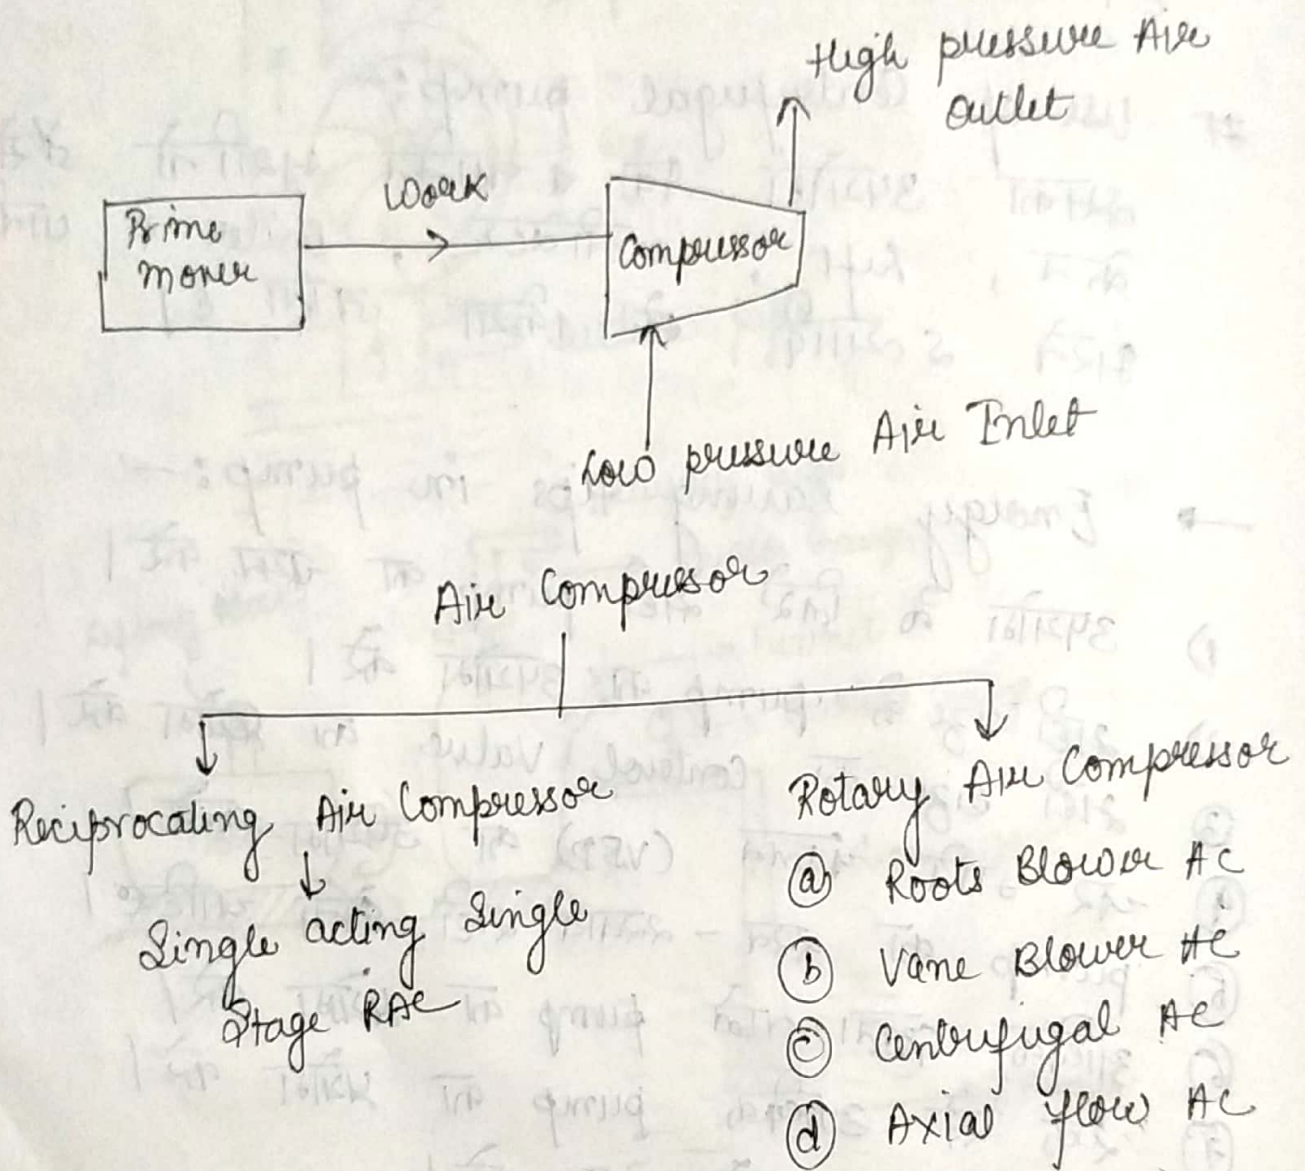 High pressure Air
outlet
Work
Prime
mover
Compressor
Low pressure Air Inlet
Air Compressor
Reciprocating Air Compressor
Single acting Single
Stage RAC
Rotary Air Compressor
(a) Roots Blower AC
(b) Vane Blower AC
(c) Centrifugal AC
(d) Axial flow AC